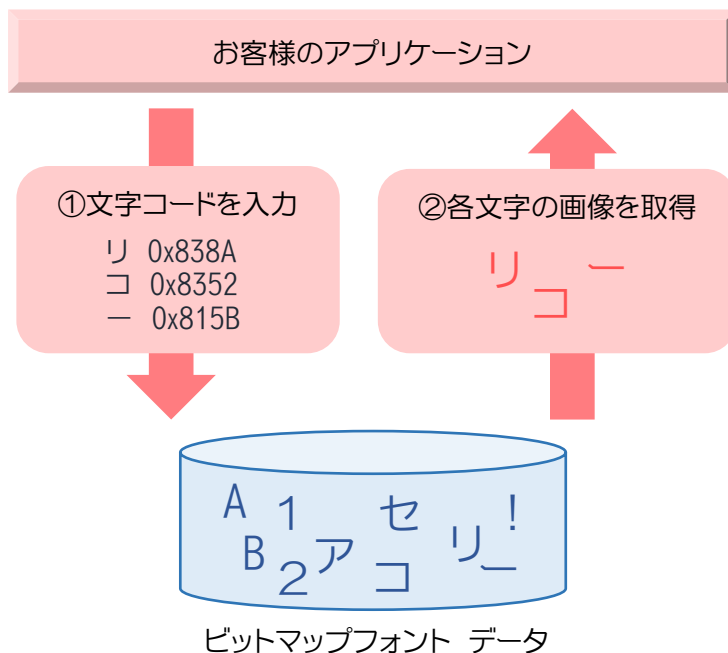 お客様のアプリケーション
①文字コードを入力
リ 0x838A
コ 0x8352
ー 0x815B
②各文字の画像を取得
リ ー
コ
A 1 セ !
B 2 ア コ リ ー
ビットマップフォント データ